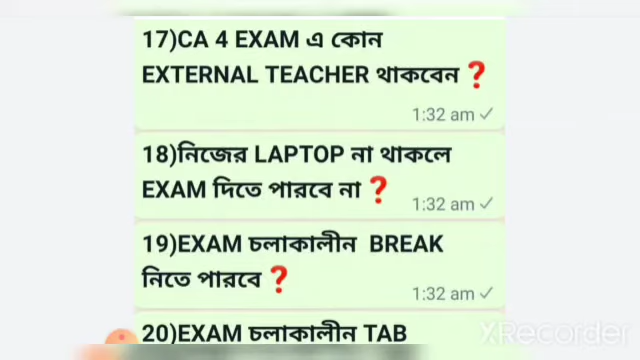 17)CA 4 EXAM এ কোন
EXTERNAL TEACHER থাকবেন❓
1:32 am ✓
18)নিজের LAPTOP না থাকলে
EXAM দিতে পারবে না❓
1:32 am ✓
19)EXAM চলাকালীন BREAK
নিতে পারবে❓
1:32 am ✓
20)EXAM চলাকালীন TAB
XRecorder